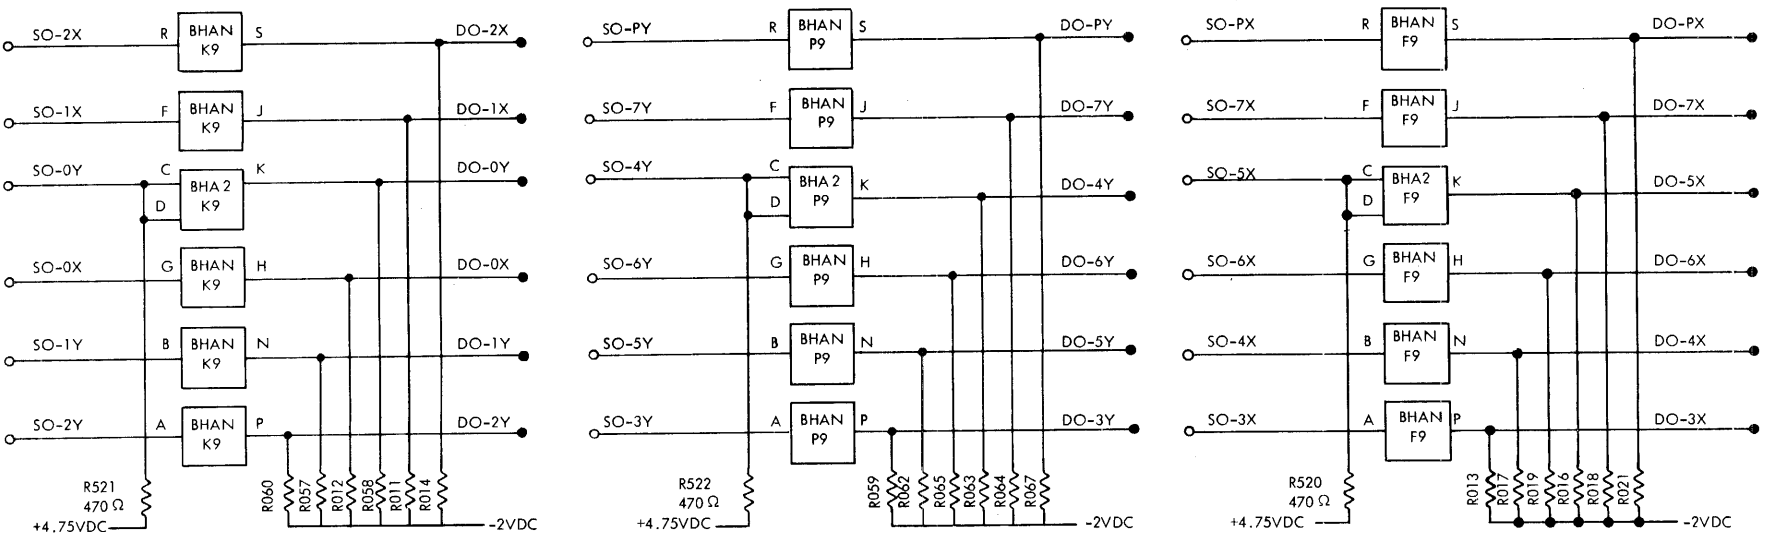 SO-2X R BHAN K9 S DO-2X
SO-1X F BHAN K9 J DO-1X
SO-0Y C D BHA2 K9 K DO-0Y
SO-0X G BHAN K9 H DO-0X
SO-1Y B BHAN K9 N DO-1Y
SO-2Y A BHAN K9 P DO-2Y
R521
470 Ω
+4.75VDC
R060 R057 R012 R058 R011 R014
-2VDC
SO-PY R BHAN P9 S DO-PY
SO-7Y F BHAN P9 J DO-7Y
SO-4Y C D BHA2 P9 K DO-4Y
SO-6Y G BHAN P9 H DO-6Y
SO-5Y B BHAN P9 N DO-5Y
SO-3Y A BHAN P9 P DO-3Y
R522
470 Ω
+4.75VDC
R059 R062 R065 R063 R064 R067
-2VDC
SO-PX R BHAN F9 S DO-PX
SO-7X F BHAN F9 J DO-7X
SO-5X C D BHA2 F9 K DO-5X
SO-6X G BHAN F9 H DO-6X
SO-4X B BHAN F9 N DO-4X
SO-3X A BHAN F9 P DO-3X
R520
470 Ω
+4.75VDC
R013 R017 R019 R016 R018 R021
-2VDC